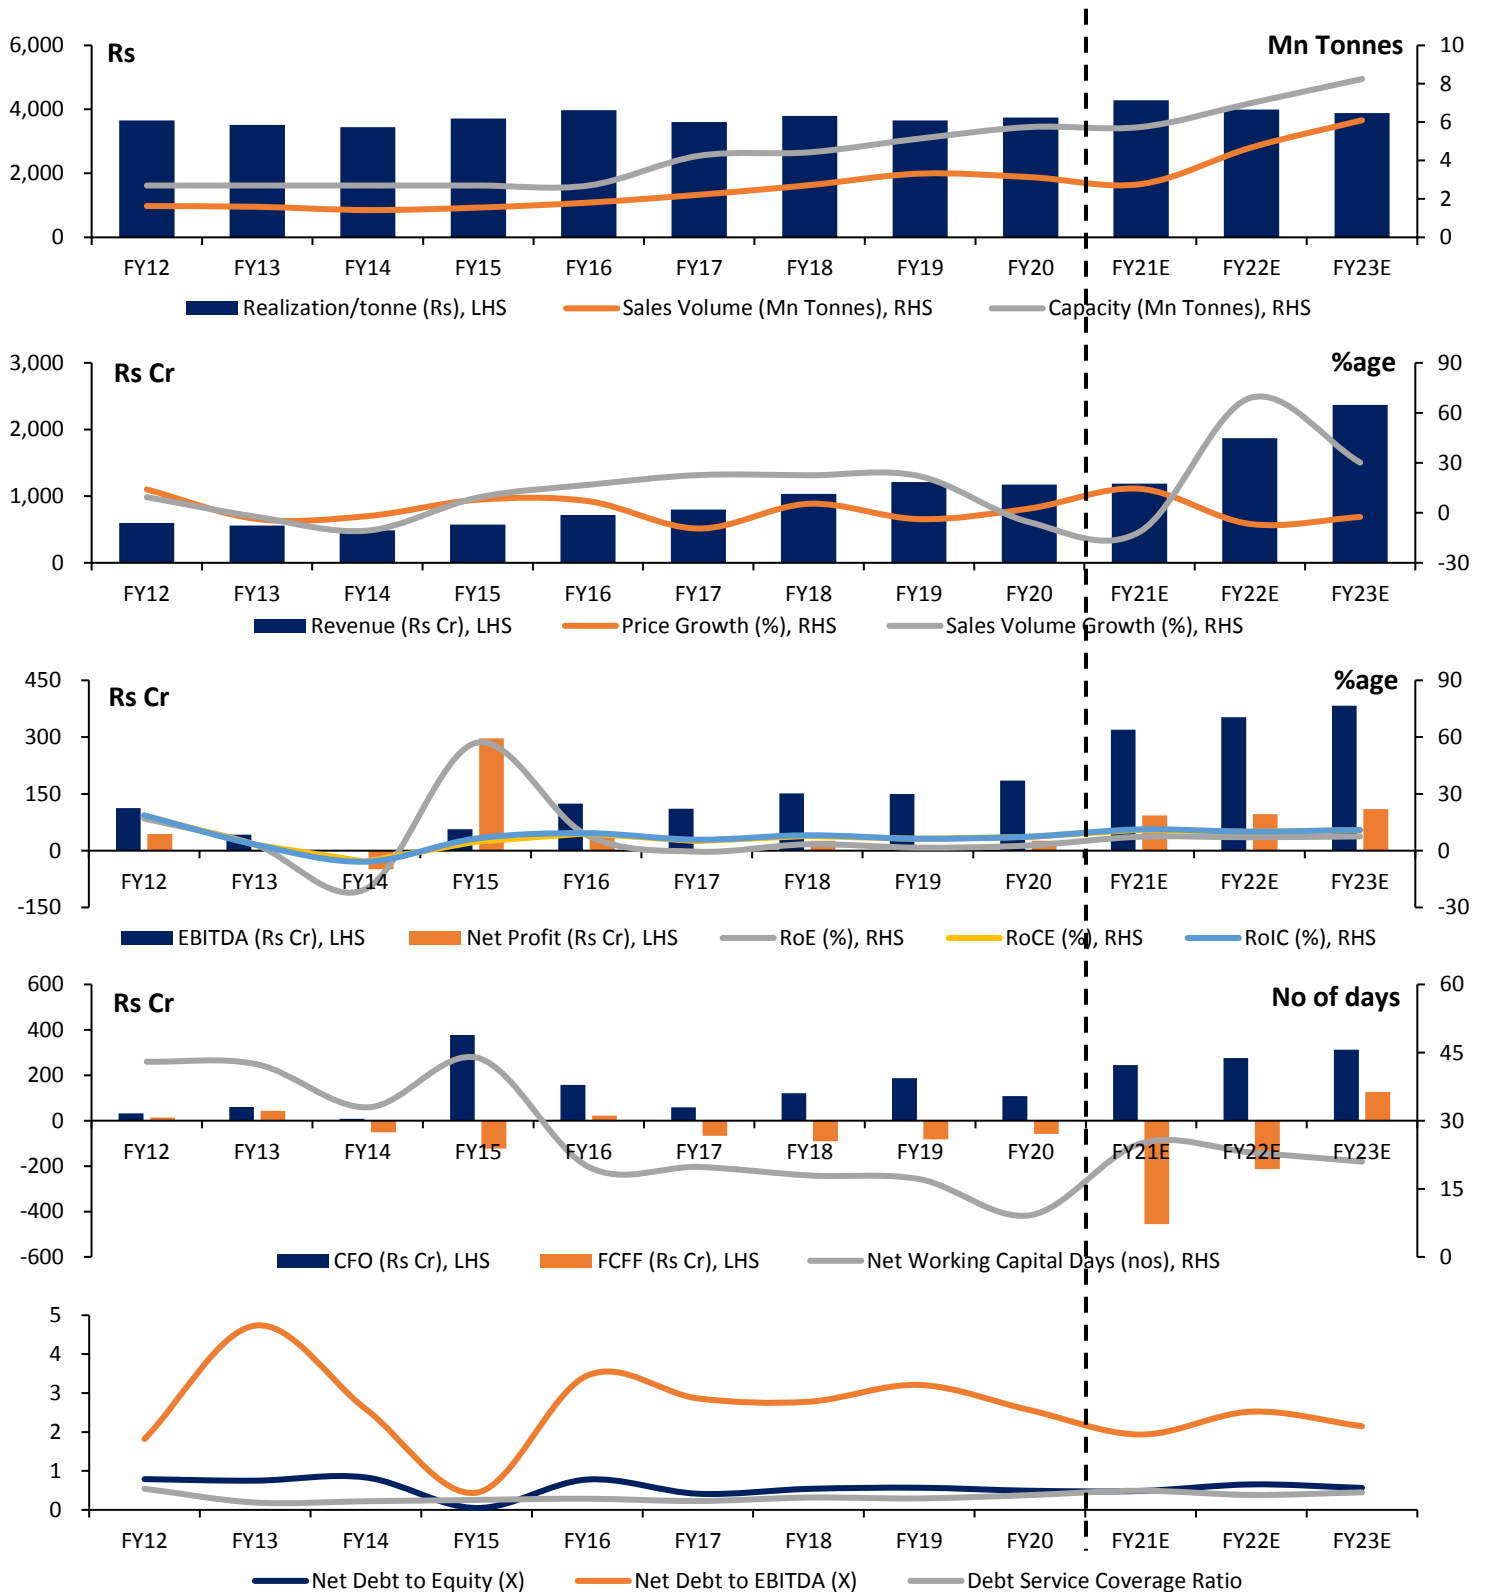 Rs Mn Tonnes
6,000 10
8
4,000 6
4
2,000 2
0 0
FY12 FY13 FY14 FY15 FY16 FY17 FY18 FY19 FY20 FY21E FY22E FY23E
Realization/tonne (Rs), LHS Sales Volume (Mn Tonnes), RHS Capacity (Mn Tonnes), RHS
Rs Cr %age
3,000 90
60
2,000
30
1,000
0
0 -30
FY12 FY13 FY14 FY15 FY16 FY17 FY18 FY19 FY20 FY21E FY22E FY23E
Revenue (Rs Cr), LHS Price Growth (%), RHS Sales Volume Growth (%), RHS
Rs Cr %age
450 90
300 60
150 30
0 0
FY12 FY13 FY14 FY15 FY16 FY17 FY18 FY19 FY20 FY21E FY22E FY23E
-150 -30
EBITDA (Rs Cr), LHS Net Profit (Rs Cr), LHS RoE (%), RHS RoCE (%), RHS RoIC (%), RHS
Rs Cr No of days
600 60
400
45
200
0 30
FY12 FY13 FY14 FY15 FY16 FY17 FY18 FY19 FY20 FY21E FY22E FY23E
-200
15
-400
-600 0
CFO (Rs Cr), LHS FCFF (Rs Cr), LHS Net Working Capital Days (nos), RHS
5
4
3
2
1
0
FY12 FY13 FY14 FY15 FY16 FY17 FY18 FY19 FY20 FY21E FY22E FY23E
Net Debt to Equity (X) Net Debt to EBITDA (X) Debt Service Coverage Ratio